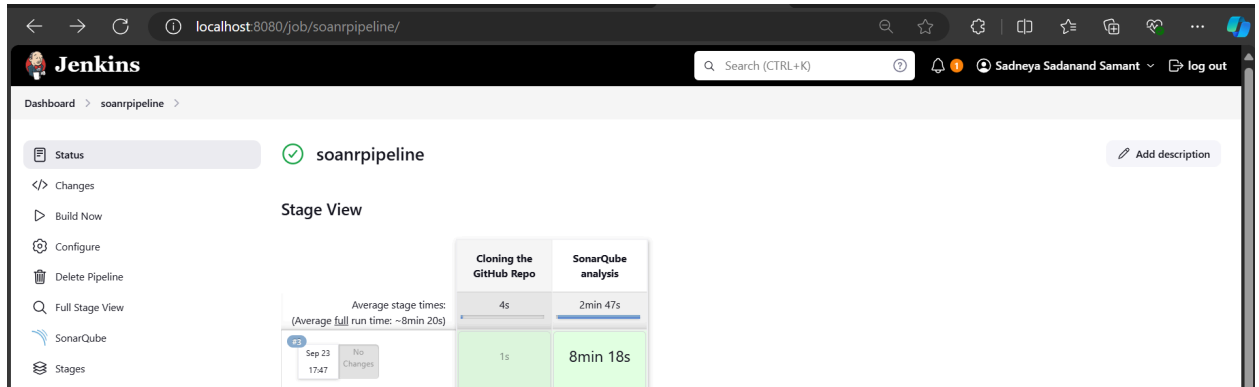 localhost:8080/job/soanrpipeline/
Jenkins
Search (CTRL+K)
?
1
Sadneya Sadanand Samant
log out
Dashboard > soanrpipeline >
Status
soanrpipeline
Add description
</> Changes
Build Now
Stage View
Configure
Delete Pipeline
Full Stage View
SonarQube
Stages
Cloning the
GitHub Repo
SonarQube
analysis
Average stage times:
4s
2min 47s
(Average full run time: ~8min 20s)
#3
Sep 23
17:47
No
Changes
1s
8min 18s